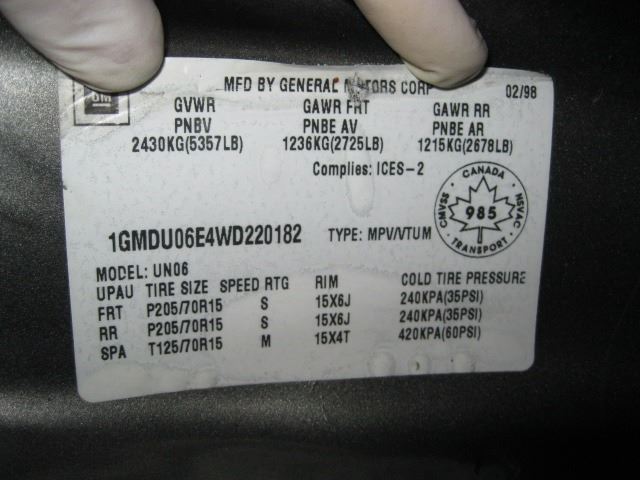 GM
MFD BY GENERAL MOTORS CORP 02/98
GVWR GAWR FRT GAWR RR
PNBV PNBE AV PNBE AR
2430KG(5357LB) 1236KG(2725LB) 1215KG(2678LB)
Complies: ICES-2
CANADA
CMVSS 985 NSVAC
TRANSPORT
1GMDU06E4WD220182 TYPE: MPV/VTUM
MODEL: UN06
UPAU TIRE SIZE SPEED RTG RIM COLD TIRE PRESSURE
FRT P205/70R15 S 15X6J 240KPA(35PSI)
RR P205/70R15 S 15X6J 240KPA(35PSI)
SPA T125/70R15 M 15X4T 420KPA(60PSI)